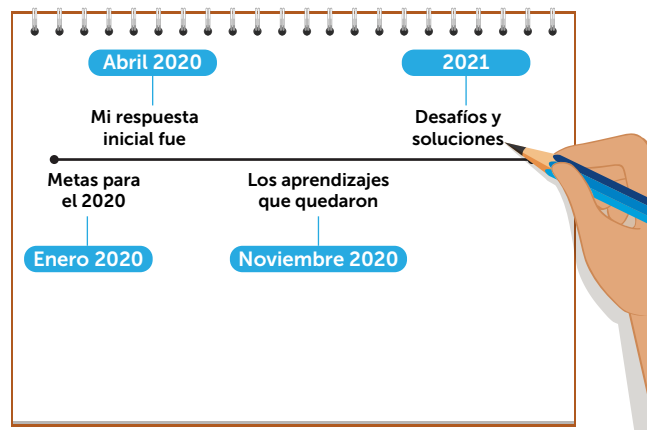 Abril 2020
2021
Mi respuesta
inicial fue
Desafíos y
soluciones
Metas para
el 2020
Los aprendizajes
que quedaron
Enero 2020
Noviembre 2020